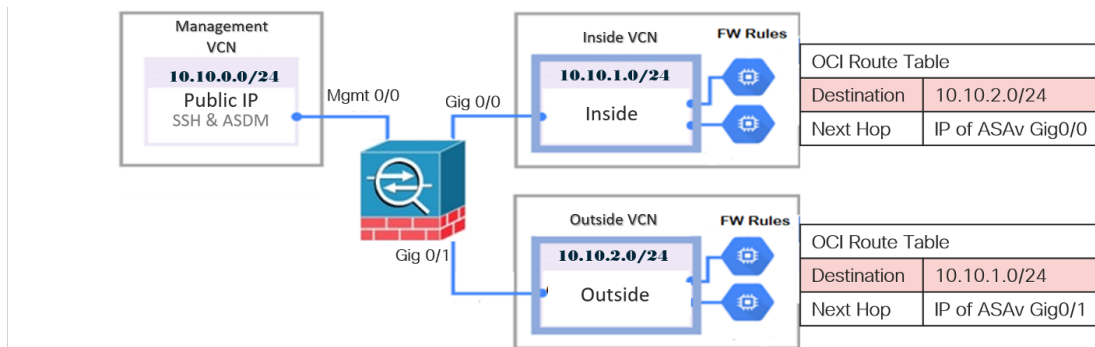 Management
VCN
10.10.0.0/24
Public IP
SSH & ASDM
Mgmt 0/0
Gig 0/0
Inside VCN
10.10.1.0/24
Inside
FW Rules
OCI Route Table
Destination 10.10.2.0/24
Next Hop IP of ASAv Gig0/0
Gig 0/1
Outside VCN
10.10.2.0/24
Outside
FW Rules
OCI Route Table
Destination 10.10.1.0/24
Next Hop IP of ASAv Gig0/1